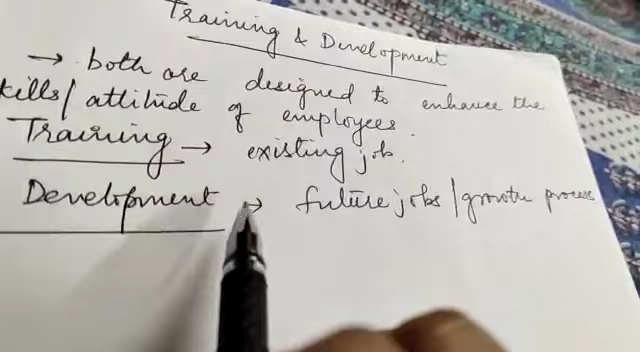 Training & Development
→ both are designed to enhance the
kills/attitude of employees.
Training → existing job.
Development → future jobs/growth process